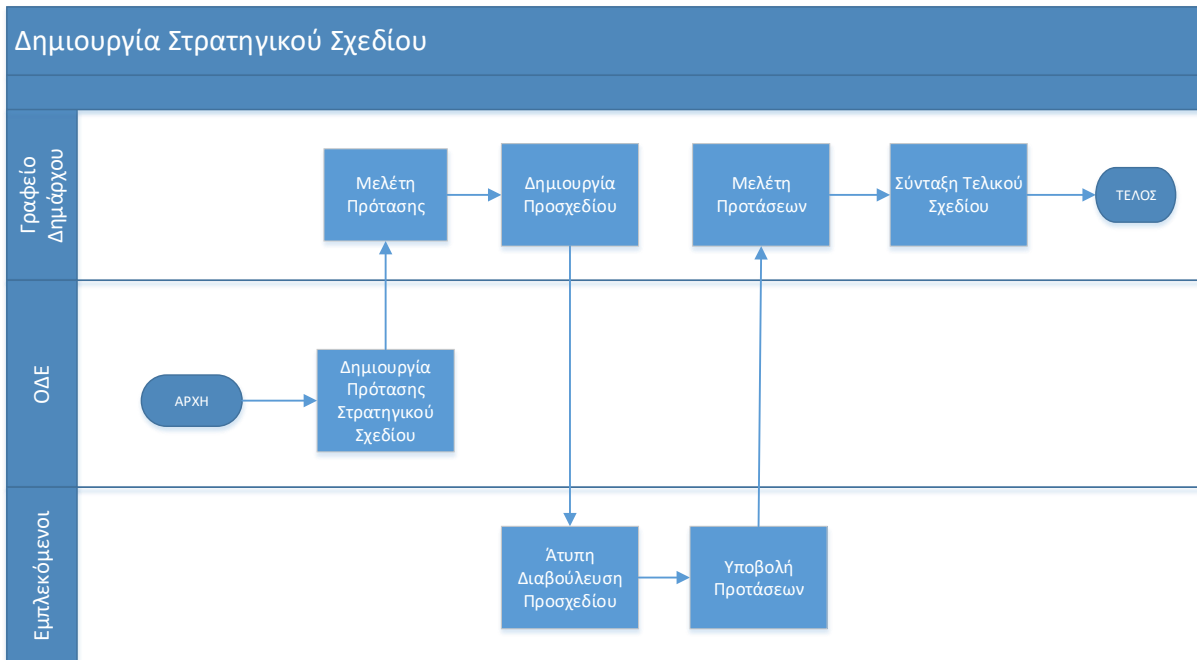 Δημιουργία Στρατηγικού Σχεδίου
Γραφείο
Δημάρχου
Μελέτη
Πρότασης
Δημιουργία
Προσχεδίου
Μελέτη
Προτάσεων
Σύνταξη Τελικού
Σχεδίου
ΤΕΛΟΣ
ΟΔΕ
ΑΡΧΗ
Δημιουργία
Πρότασης
Στρατηγικού
Σχεδίου
Εμπλεκόμενοι
Άτυπη
Διαβούλευση
Προσχεδίου
Υποβολή
Προτάσεων